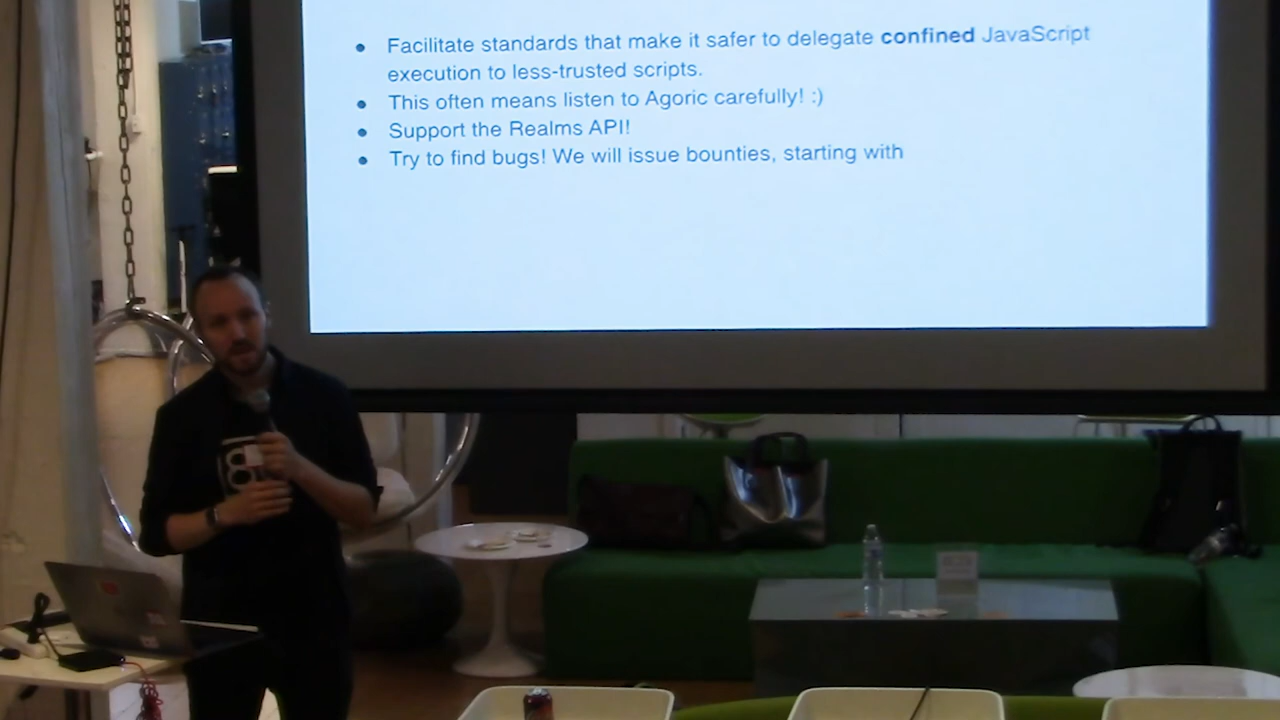 • Facilitate standards that make it safer to delegate confined JavaScript
execution to less-trusted scripts.
• This often means listen to Agoric carefully! :)
• Support the Realms API!
• Try to find bugs! We will issue bounties, starting with